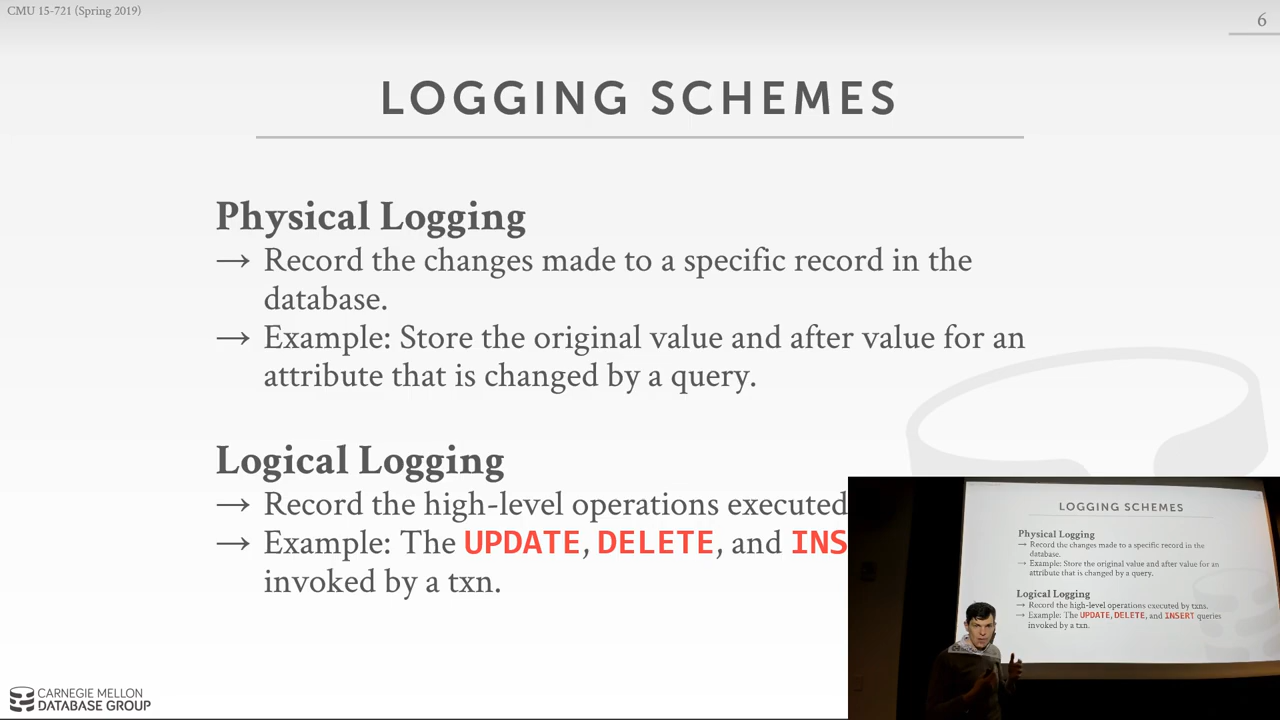 CMU 15-721 (Spring 2019)
6
LOGGING SCHEMES
Physical Logging
→ Record the changes made to a specific record in the
database.
→ Example: Store the original value and after value for an
attribute that is changed by a query.
Logical Logging
→ Record the high-level operations executed
→ Example: The UPDATE, DELETE, and INS
invoked by a txn.
LOGGING SCHEMES
Physical Logging
→ Record the changes made to a specific record in the
database.
→ Example: Store the original value and after value for an
attribute that is changed by a query.
Logical Logging
→ Record the high-level operations executed by txns.
→ Example: The UPDATE, DELETE, and INSERT queries
invoked by a txn.
CARNEGIE MELLON
DATABASE GROUP